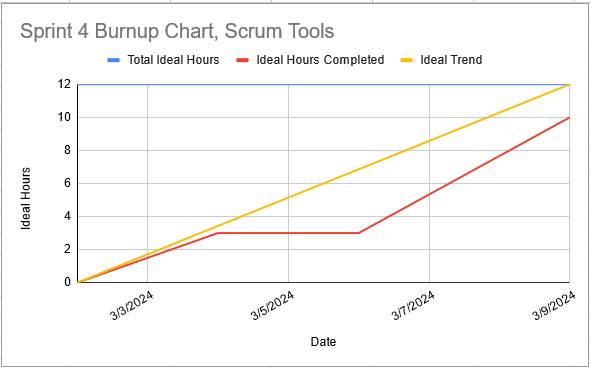 Sprint 4 Burnup Chart, Scrum Tools
Total Ideal Hours Ideal Hours Completed Ideal Trend
Ideal Hours
12
10
8
6
4
2
0
3/3/2024 3/5/2024 3/7/2024 3/9/2024
Date